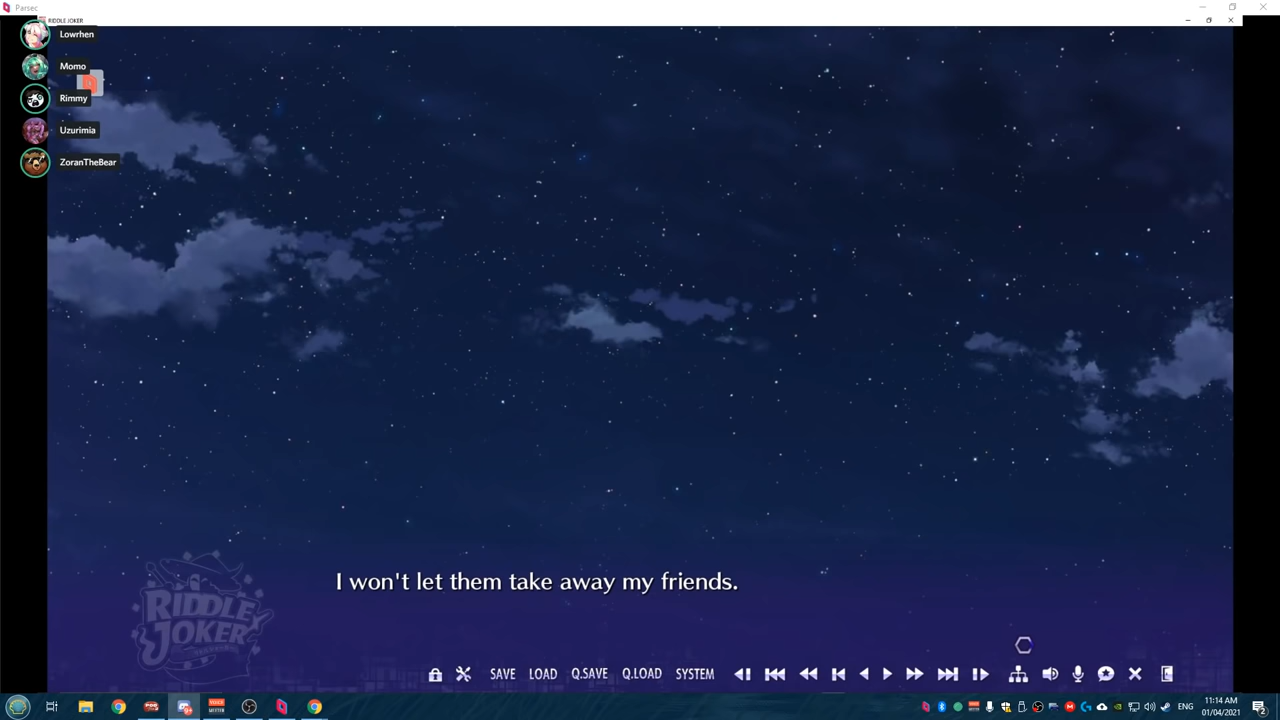 Parsec
RIDDLE JOKER
Lowrhen
Momo
Rimmy
Uzurimia
ZoranTheBear
I won't let them take away my friends.
RIDDLE
JOKER
SAVE LOAD Q.SAVE Q.LOAD SYSTEM
ENG
11:14 AM
01/04/2021